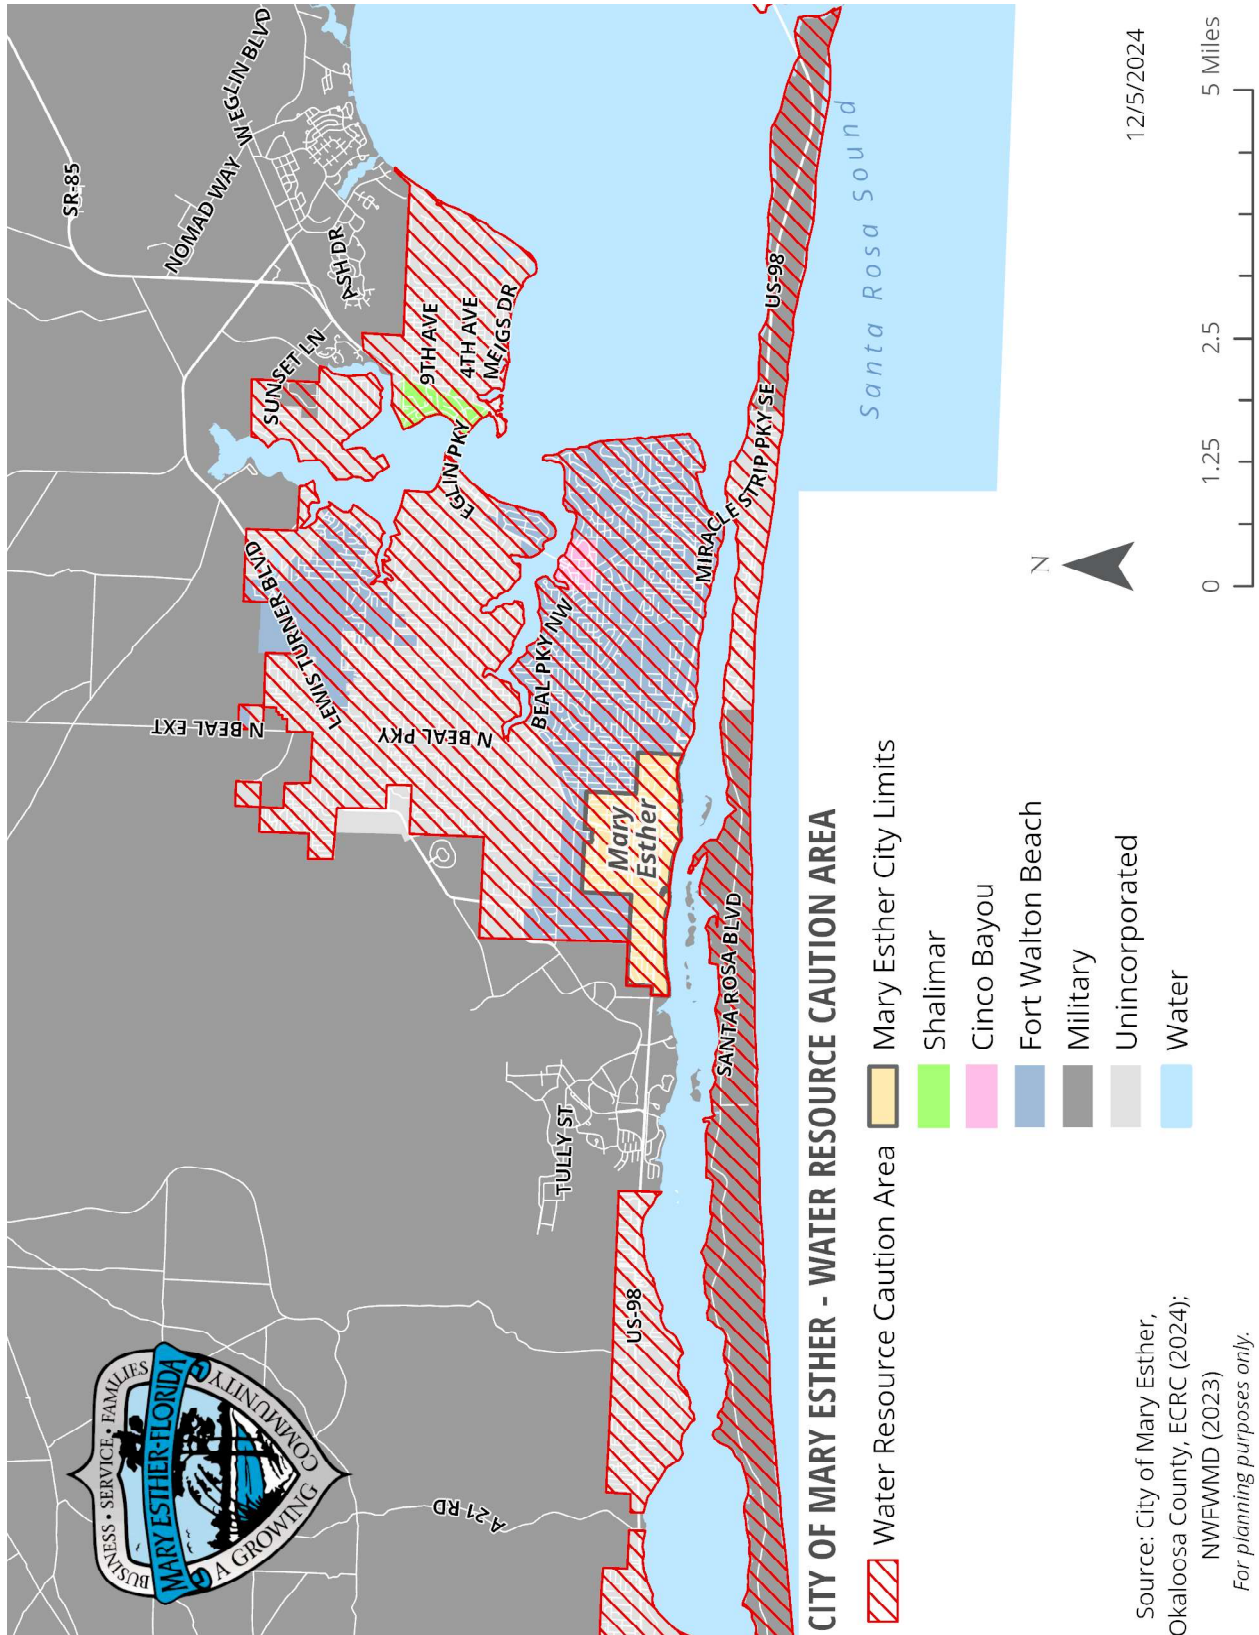 BUSINESS • SERVICE • FAMILIES
MARY ESTHER-FLORIDA
A GROWING COMMUNITY
SR-85
NOMAD WAY
W EGLIN BLVD
ASH DR
SUNSET LN
9TH AVE
4TH AVE
MEIGS DR
EGLIN PKY
LEWIS TURNER BLVD
N BEAL EXT
N BEAL PKY
BEAL PKY NW
Mary
Esther
MIRACLE STRIP PKY SE
US-98
Santa Rosa Sound
SANTA ROSA BLVD
TULLY ST
US-98
A 21 RD
CITY OF MARY ESTHER - WATER RESOURCE CAUTION AREA
Water Resource Caution Area
Mary Esther City Limits
Shalimar
Cinco Bayou
Fort Walton Beach
Military
Unincorporated
Water
N
12/5/2024
0 1.25 2.5 5 Miles
Source: City of Mary Esther,
Okaloosa County, ECRC (2024);
NWFWMD (2023)
For planning purposes only.